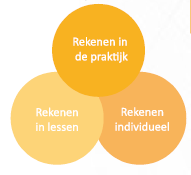 Rekenen in
de praktijk
Rekenen
in lessen
Rekenen
individueel